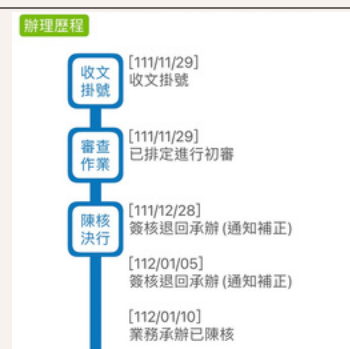 辦理歷程
收文
掛號
[111/11/29]
收文掛號
審查
作業
[111/11/29]
已排定進行初審
陳核
決行
[111/12/28]
簽核退回承辦(通知補正)
[112/01/05]
簽核退回承辦(通知補正)
[112/01/10]
業務承辦已陳核